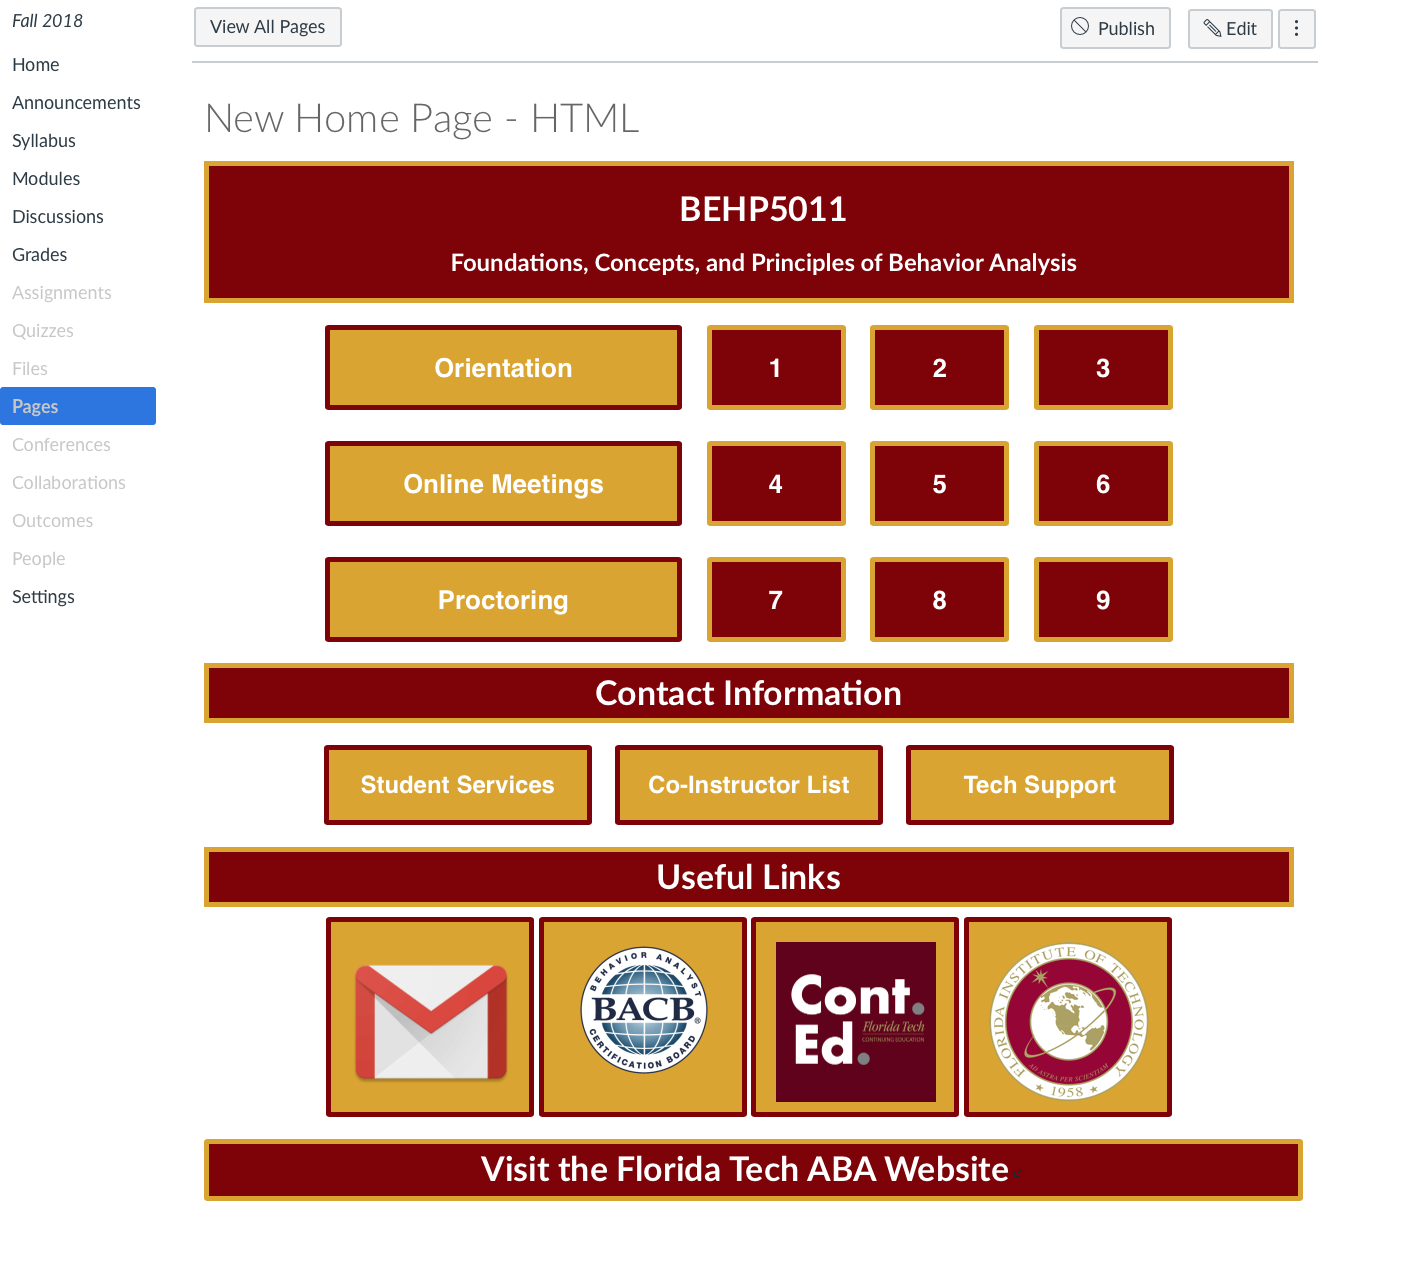 Fall 2018
Home
Announcements
Syllabus
Modules
Discussions
Grades
Assignments
Quizzes
Files
Pages
Conferences
Collaborations
Outcomes
People
Settings
View All Pages
Publish
Edit
New Home Page - HTML
BEHP5011
Foundations, Concepts, and Principles of Behavior Analysis
Orientation 1 2 3
Online Meetings 4 5 6
Proctoring 7 8 9
Contact Information
Student Services Co-Instructor List Tech Support
Useful Links
BEHAVIOR ANALYST
BACB®
CERTIFICATION BOARD
Cont.
Ed.
Florida Tech
CONTINUING EDUCATION
FLORIDA INSTITUTE OF TECHNOLOGY
AD ASTRA PER SCIENTIAM
★ 1958 ★
Visit the Florida Tech ABA Website